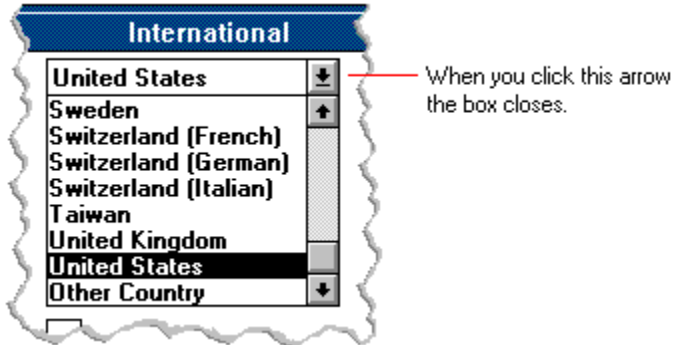 International
United States
When you click this arrow
the box closes.
Sweden
Switzerland (French)
Switzerland (German)
Switzerland (Italian)
Taiwan
United Kingdom
United States
Other Country